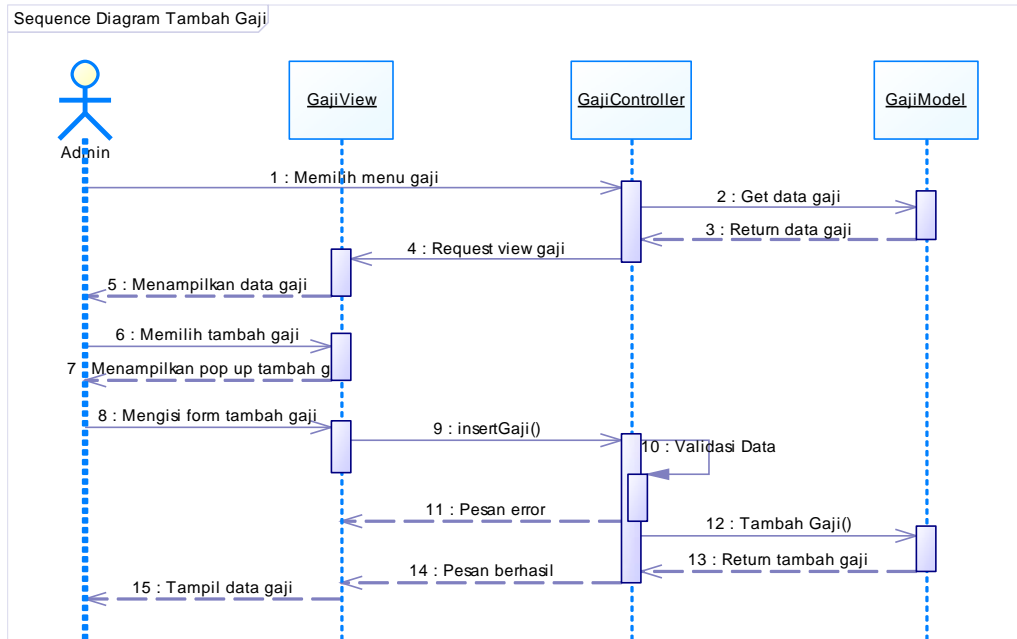 Sequence Diagram Tambah Gaji
GajiView
GajiController
GajiModel
Admin
1 : Memilih menu gaji
2 : Get data gaji
3 : Return data gaji
4 : Request view gaji
5 : Menampilkan data gaji
6 : Memilih tambah gaji
7 Menampilkan pop up tambah g
8 : Mengisi form tambah gaji
9 : insertGaji()
10 : Validasi Data
11 : Pesan error
12 : Tambah Gaji()
13 : Return tambah gaji
14 : Pesan berhasil
15 : Tampil data gaji